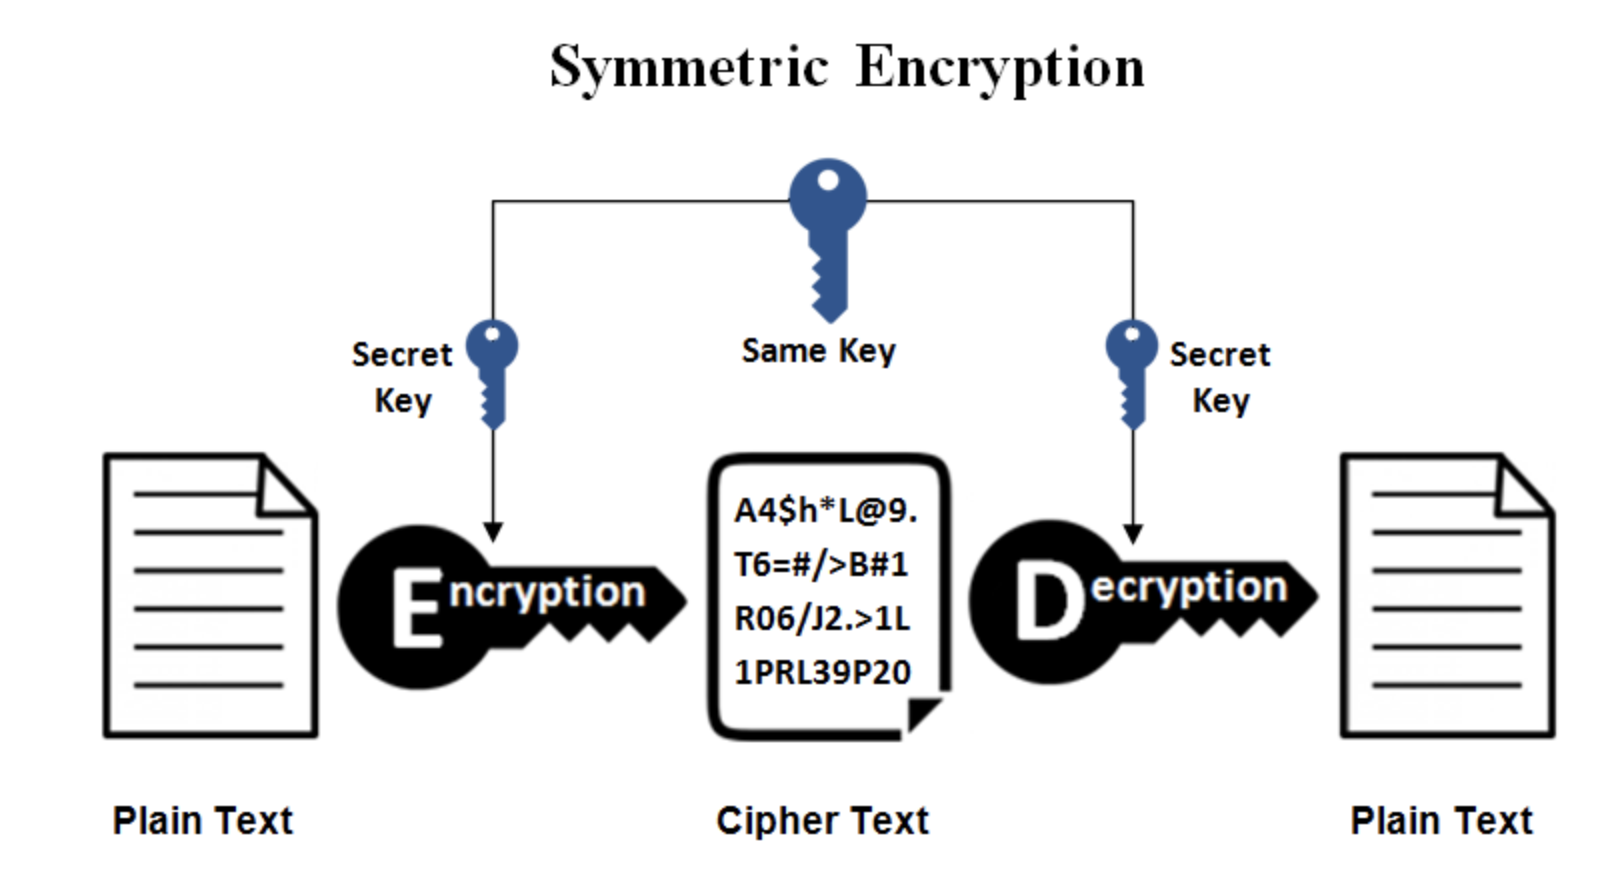 Symmetric Encryption
Same Key
Secret
Key
Secret
Key
Encryption
A4$h*L@9.
T6=#/>B#1
R06/J2.>1L
1PRL39P20
Decryption
Plain Text
Cipher Text
Plain Text